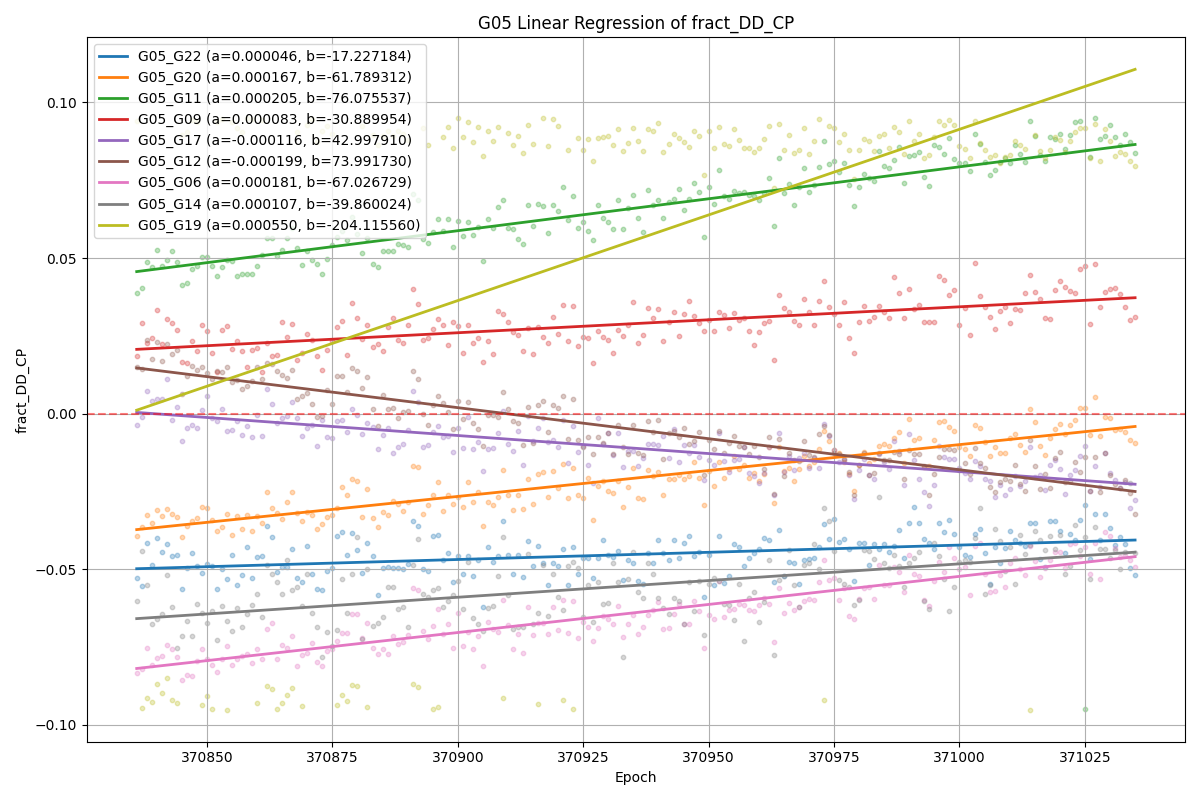 G05 Linear Regression of fract_DD_CP
G05_G22 (a=0.000046, b=-17.227184)
G05_G20 (a=0.000167, b=-61.789312)
G05_G11 (a=0.000205, b=-76.075537)
G05_G09 (a=0.000083, b=-30.889954)
G05_G17 (a=-0.000116, b=42.997910)
G05_G12 (a=-0.000199, b=73.991730)
G05_G06 (a=0.000181, b=-67.026729)
G05_G14 (a=0.000107, b=-39.860024)
G05_G19 (a=0.000550, b=-204.115560)
fract_DD_CP
0.10
0.05
0.00
−0.05
−0.10
370850 370875 370900 370925 370950 370975 371000 371025
Epoch